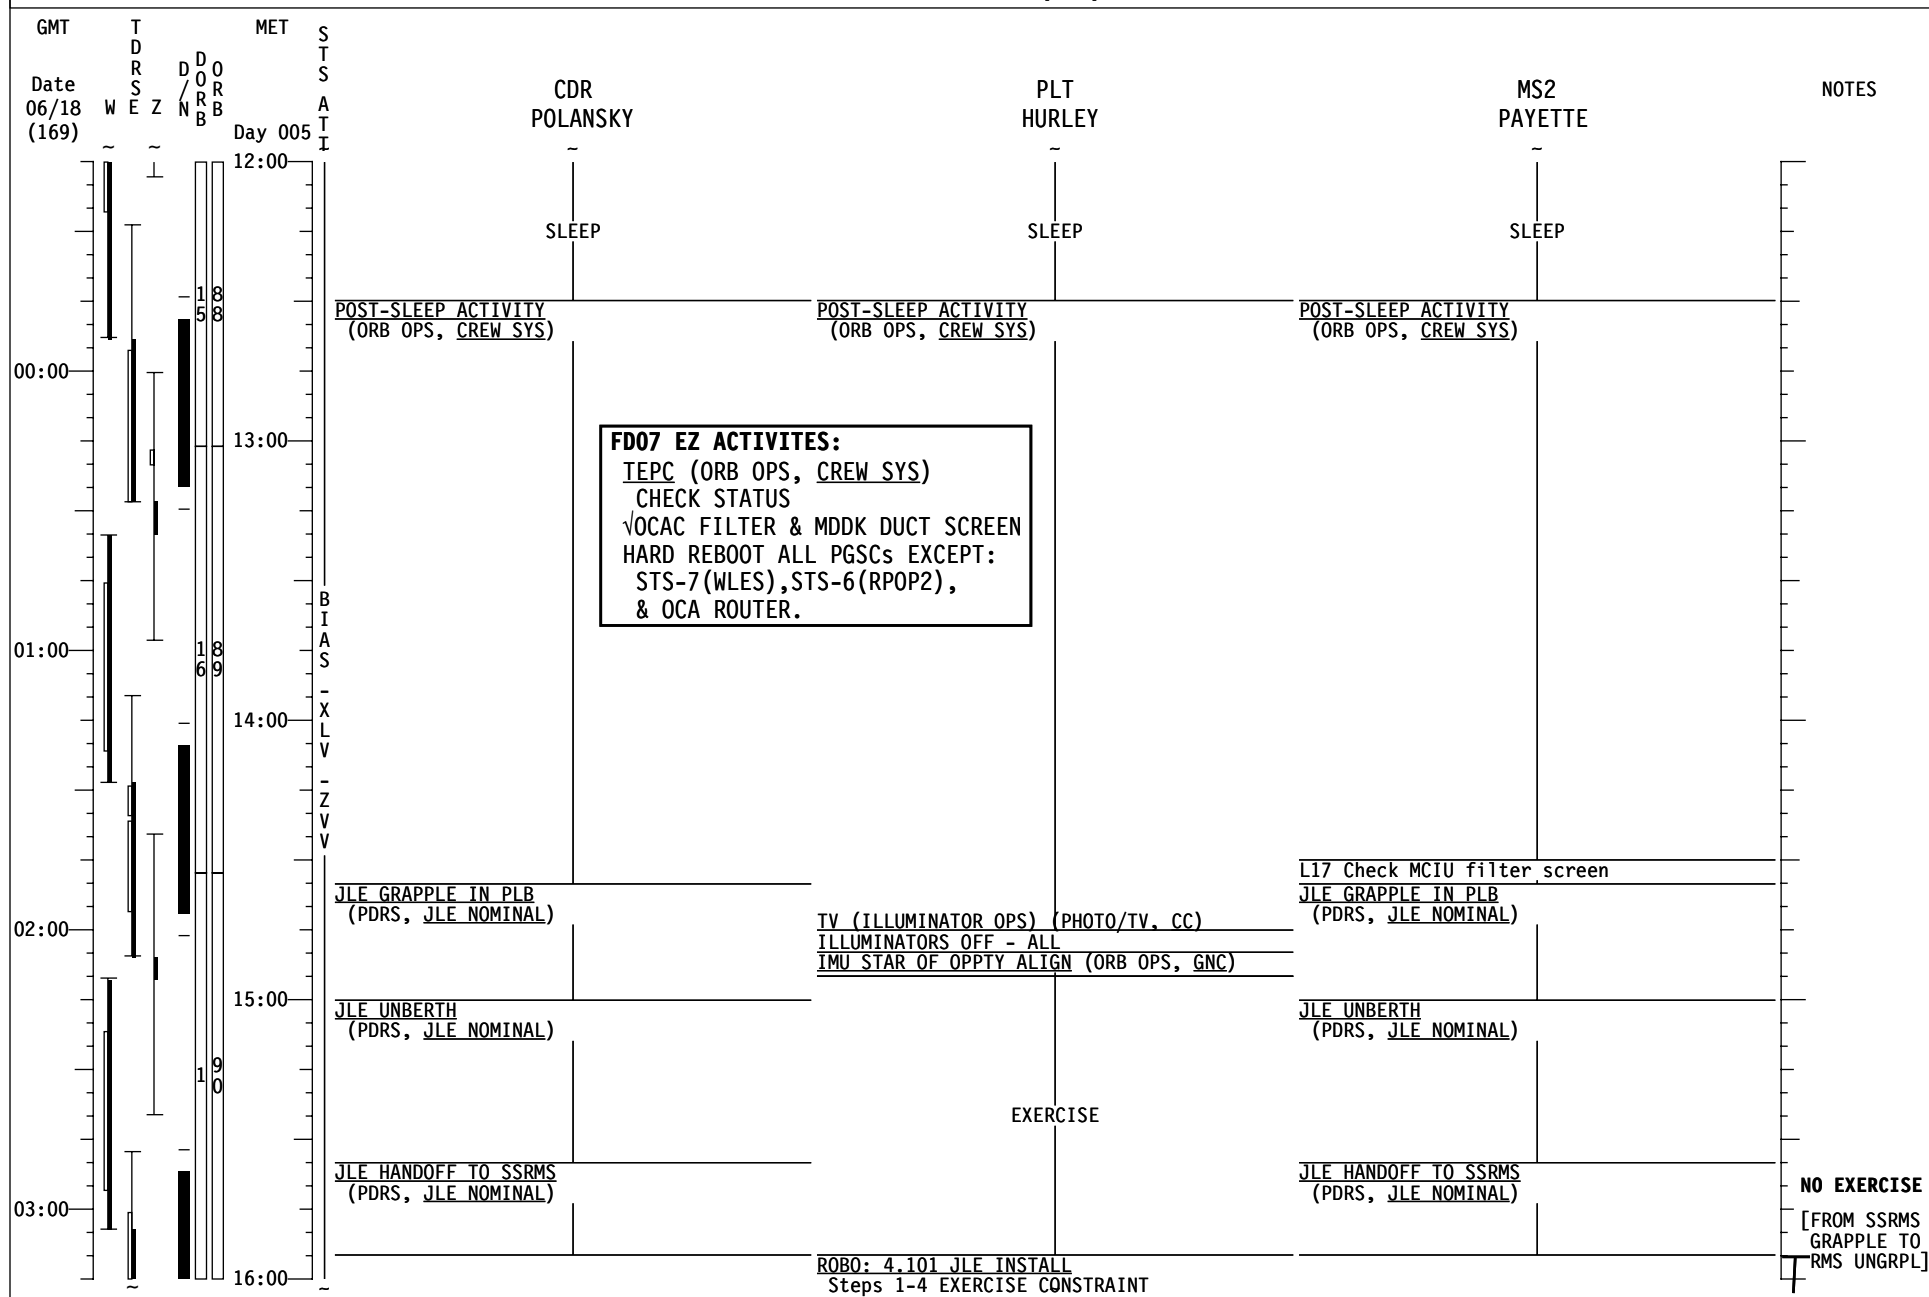 GMT
TDRS
MET
STS ATT
Date
06/18
(169)
W E Z
D/N
DORB
ORB
Day 005
CDR
POLANSKY
PLT
HURLEY
MS2
PAYETTE
NOTES
~ ~ ~ ~ ~
12:00
SLEEP SLEEP SLEEP
158 88
POST-SLEEP ACTIVITY
(ORB OPS, CREW SYS)
POST-SLEEP ACTIVITY
(ORB OPS, CREW SYS)
POST-SLEEP ACTIVITY
(ORB OPS, CREW SYS)
00:00
13:00
FD07 EZ ACTIVITES:
TEPC (ORB OPS, CREW SYS)
CHECK STATUS
√OCAC FILTER & MDDK DUCT SCREEN
HARD REBOOT ALL PGSCs EXCEPT:
STS-7(WLES),STS-6(RPOP2),
& OCA ROUTER.
BIAS -XLV -ZVV
01:00
16 89
14:00
L17 Check MCIU filter screen
JLE GRAPPLE IN PLB
(PDRS, JLE NOMINAL)
JLE GRAPPLE IN PLB
(PDRS, JLE NOMINAL)
02:00
TV (ILLUMINATOR OPS) (PHOTO/TV, CC)
ILLUMINATORS OFF - ALL
IMU STAR OF OPPTY ALIGN (ORB OPS, GNC)
15:00
JLE UNBERTH
(PDRS, JLE NOMINAL)
JLE UNBERTH
(PDRS, JLE NOMINAL)
1 90
EXERCISE
JLE HANDOFF TO SSRMS
(PDRS, JLE NOMINAL)
JLE HANDOFF TO SSRMS
(PDRS, JLE NOMINAL)
03:00
NO EXERCISE
[FROM SSRMS
GRAPPLE TO
RMS UNGRPL]
ROBO: 4.101 JLE INSTALL
Steps 1-4 EXERCISE CONSTRAINT
16:00
~ ~